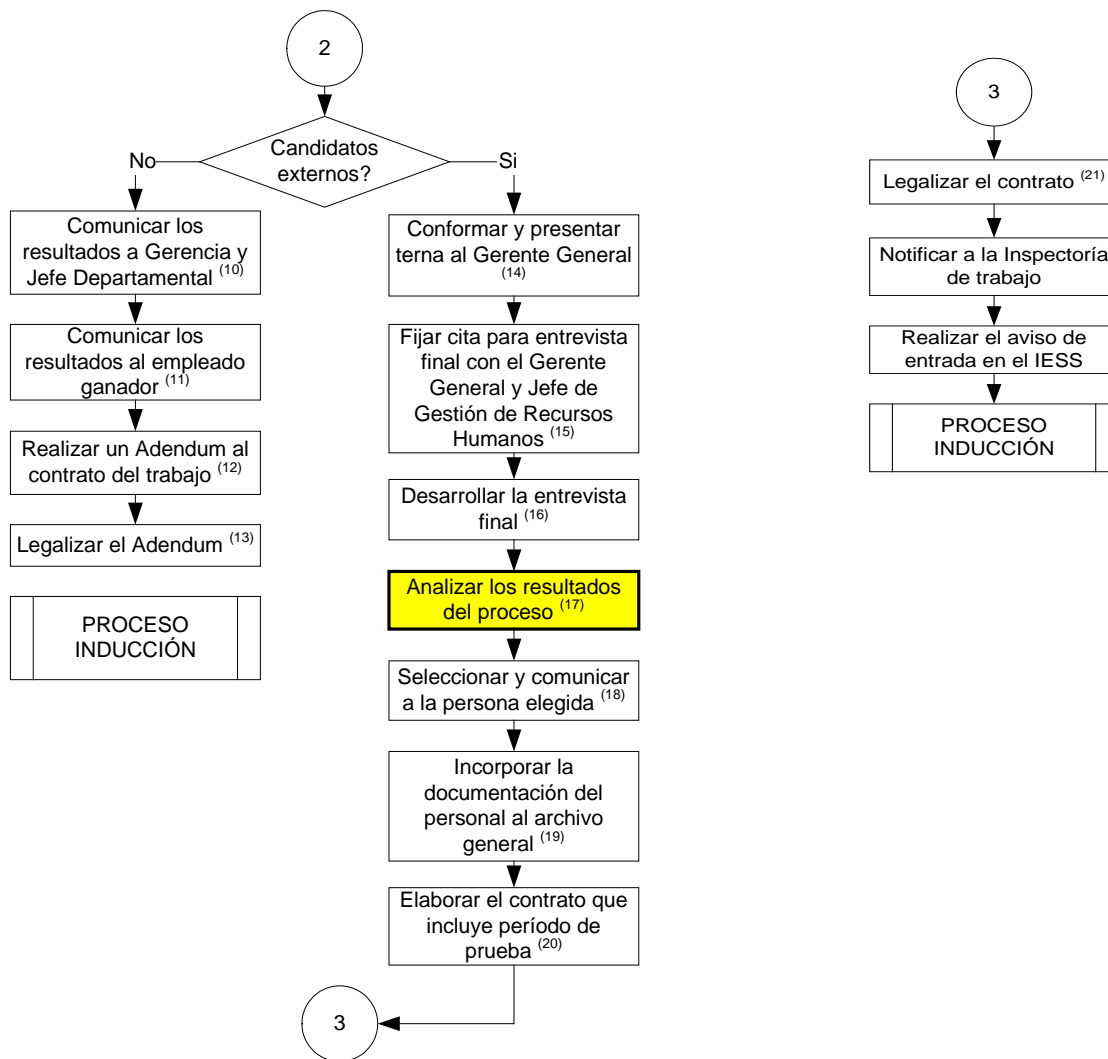 2
Candidatos
externos?
No
Si
Comunicar los
resultados a Gerencia y
Jefe Departamental (10)
Comunicar los
resultados al empleado
ganador (11)
Realizar un Adendum al
contrato del trabajo (12)
Legalizar el Adendum (13)
PROCESO
INDUCCIÓN
Conformar y presentar
terna al Gerente General
(14)
Fijar cita para entrevista
final con el Gerente
General y Jefe de
Gestión de Recursos
Humanos (15)
Desarrollar la entrevista
final (16)
Analizar los resultados
del proceso (17)
Seleccionar y comunicar
a la persona elegida (18)
Incorporar la
documentación del
personal al archivo
general (19)
Elaborar el contrato que
incluye período de
prueba (20)
3
3
Legalizar el contrato (21)
Notificar a la Inspectoría
de trabajo
Realizar el aviso de
entrada en el IESS
PROCESO
INDUCCIÓN